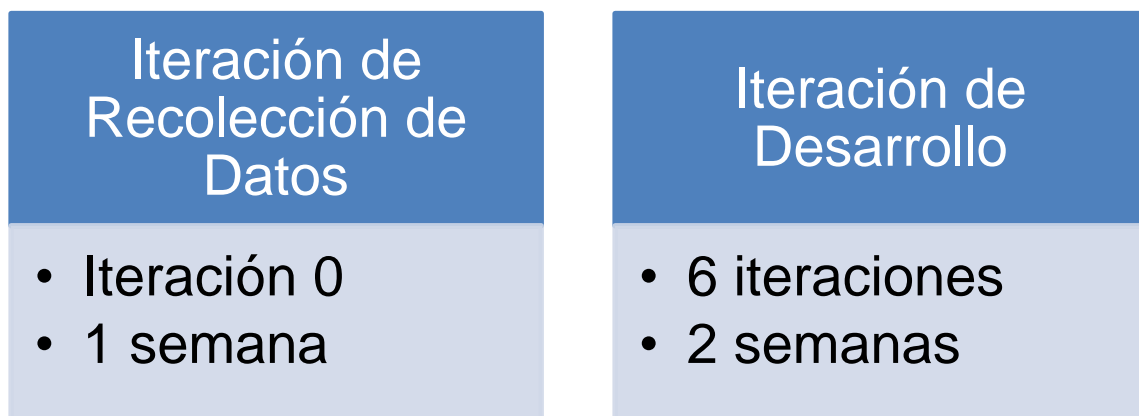 Iteración de
Recolección de
Datos
• Iteración 0
• 1 semana
Iteración de
Desarrollo
• 6 iteraciones
• 2 semanas